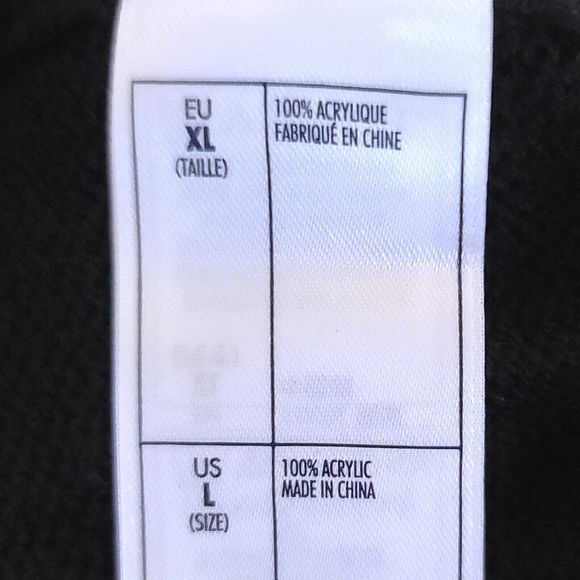 EU
XL
(TAILLE)
100% ACRYLIQUE
FABRIQUÉ EN CHINE
US
L
(SIZE)
100% ACRYLIC
MADE IN CHINA